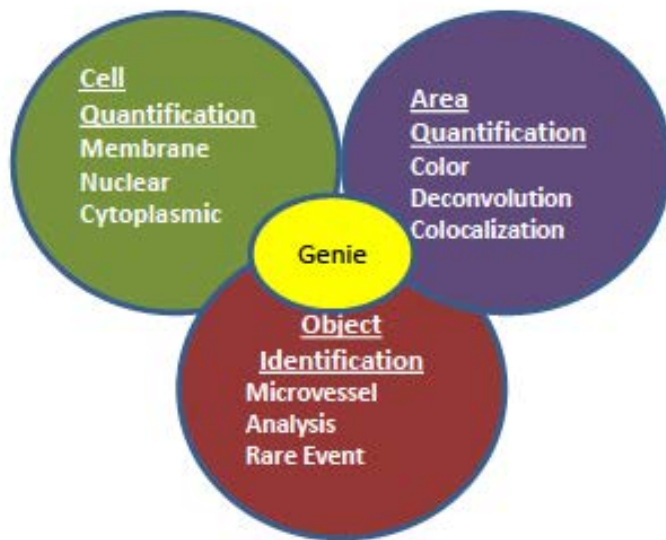 Cell
Quantification
Membrane
Nuclear
Cytoplasmic
Area
Quantification
Color
Deconvolution
Colocalization
Genie
Object
Identification
Microvessel
Analysis
Rare Event